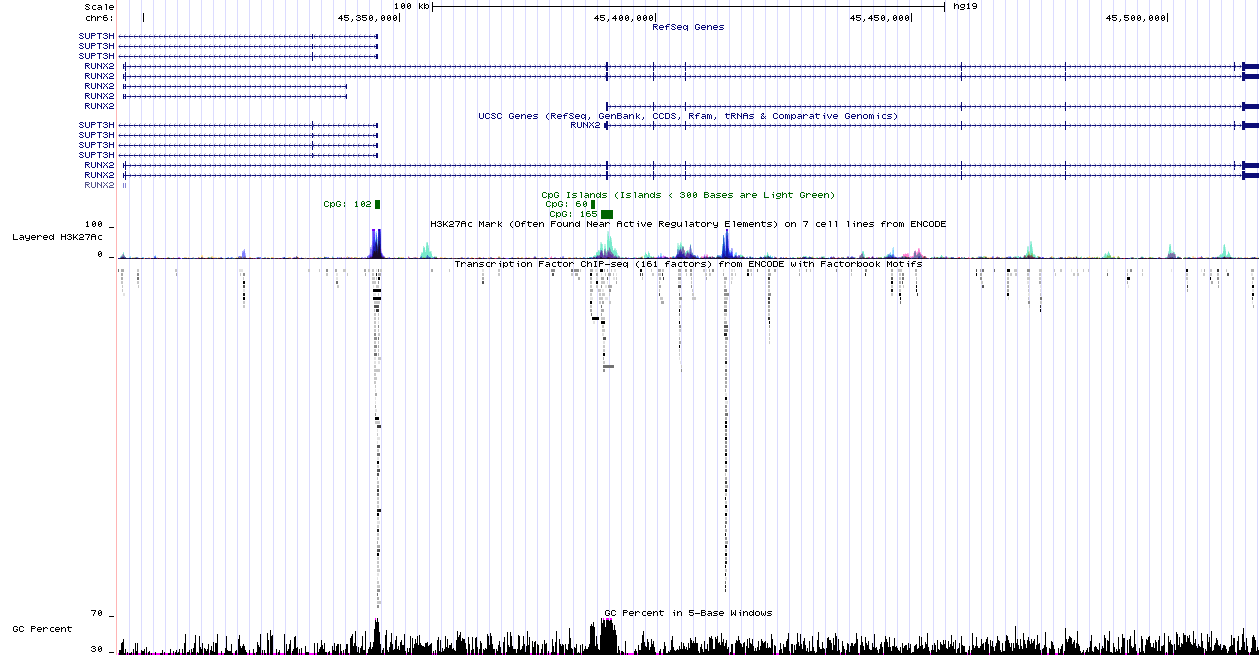 Scale 100 kb hg19
chr6: 45,350,000 45,400,000 45,450,000 45,500,000
RefSeq Genes
SUPT3H
SUPT3H
SUPT3H
RUNX2
RUNX2
RUNX2
RUNX2
RUNX2
UCSC Genes (RefSeq, GenBank, CCDS, Rfam, tRNAs & Comparative Genomics)
SUPT3H RUNX2
SUPT3H
SUPT3H
SUPT3H
RUNX2
RUNX2
RUNX2
CpG Islands (Islands < 300 Bases are Light Green)
CpG: 102 CpG: 60
CpG: 165
H3K27Ac Mark (Often Found Near Active Regulatory Elements) on 7 cell lines from ENCODE
100
Layered H3K27Ac
0
Transcription Factor ChIP-seq (161 factors) from ENCODE with Factorbook Motifs
GC Percent in 5-Base Windows
70
GC Percent
30